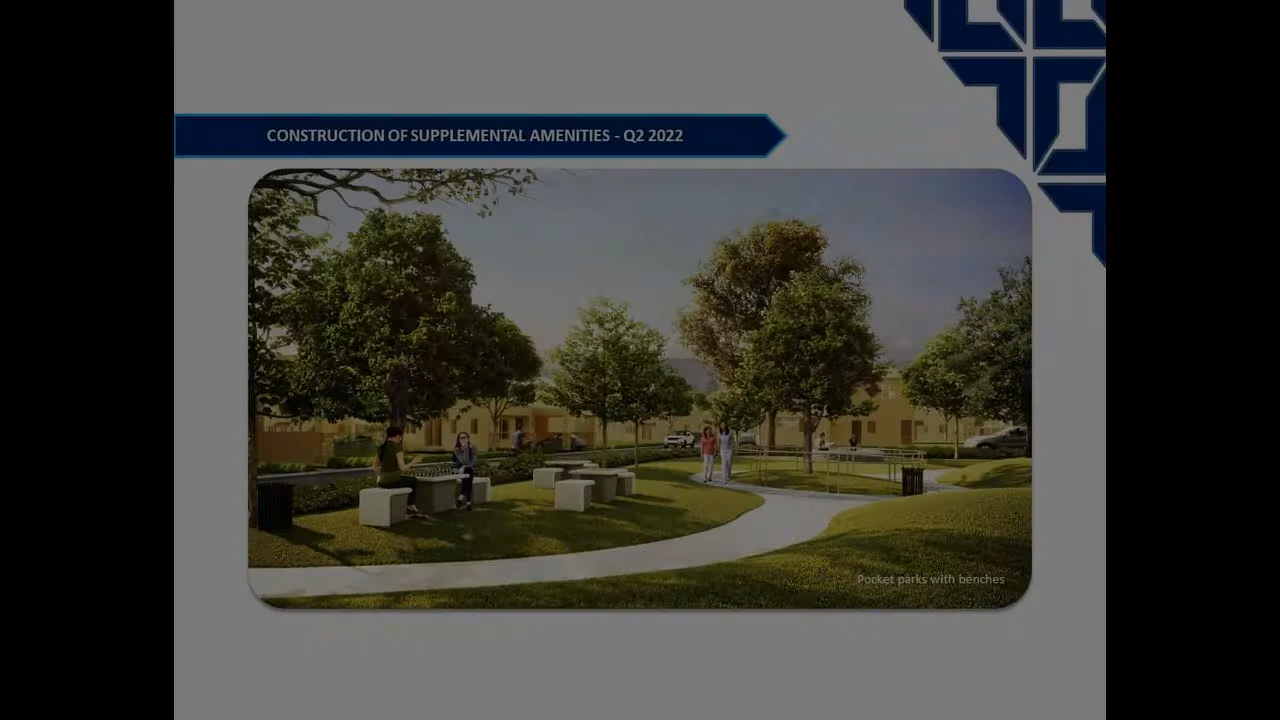 CONSTRUCTION OF SUPPLEMENTAL AMENITIES - Q2 2022
Pocket parks with benches